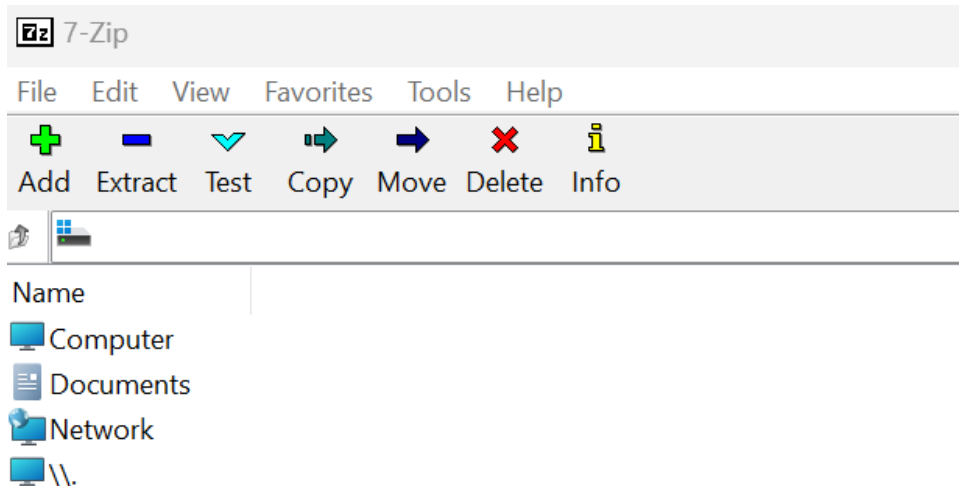 7z 7-Zip
File Edit View Favorites Tools Help
Add Extract Test Copy Move Delete Info
Name
Computer
Documents
Network
\\.